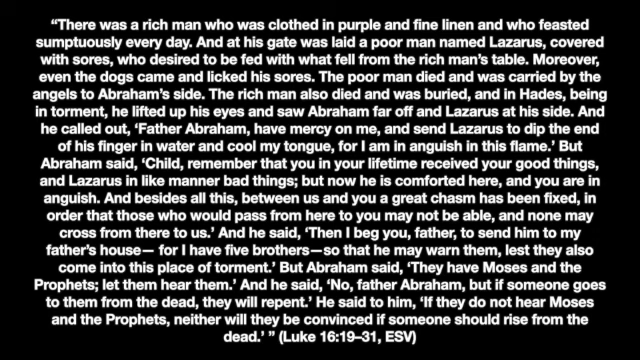 “There was a rich man who was clothed in purple and fine linen and who feasted
sumptuously every day. And at his gate was laid a poor man named Lazarus, covered
with sores, who desired to be fed with what fell from the rich man’s table. Moreover,
even the dogs came and licked his sores. The poor man died and was carried by the
angels to Abraham’s side. The rich man also died and was buried, and in Hades, being
in torment, he lifted up his eyes and saw Abraham far off and Lazarus at his side. And
he called out, ‘Father Abraham, have mercy on me, and send Lazarus to dip the end
of his finger in water and cool my tongue, for I am in anguish in this flame.’ But
Abraham said, ‘Child, remember that you in your lifetime received your good things,
and Lazarus in like manner bad things; but now he is comforted here, and you are in
anguish. And besides all this, between us and you a great chasm has been fixed, in
order that those who would pass from here to you may not be able, and none may
cross from there to us.’ And he said, ‘Then I beg you, father, to send him to my
father’s house— for I have five brothers—so that he may warn them, lest they also
come into this place of torment.’ But Abraham said, ‘They have Moses and the
Prophets; let them hear them.’ And he said, ‘No, father Abraham, but if someone goes
to them from the dead, they will repent.’ He said to him, ‘If they do not hear Moses
and the Prophets, neither will they be convinced if someone should rise from the
dead.’ ” (Luke 16:19–31, ESV)